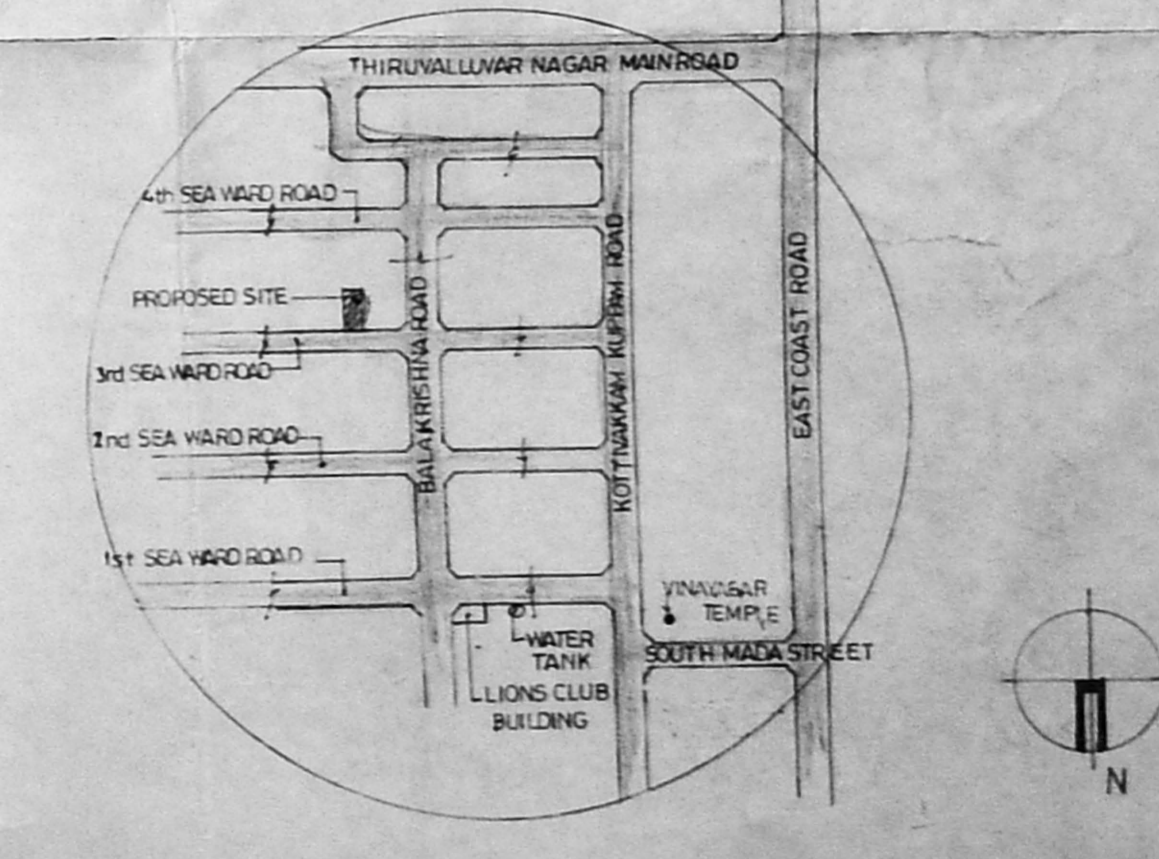 THIRUVALLUVAR NAGAR MAIN ROAD
4th SEA WARD ROAD
PROPOSED SITE
3rd SEA WARD ROAD
2nd SEA WARD ROAD
1st SEA WARD ROAD
BALAKRISHNA ROAD
KOTTIVAKKAM KUPPAM ROAD
EAST COAST ROAD
VINAYAGAR
TEMPLE
SOUTH MADA STREET
WATER
TANK
LIONS CLUB
BUILDING
N